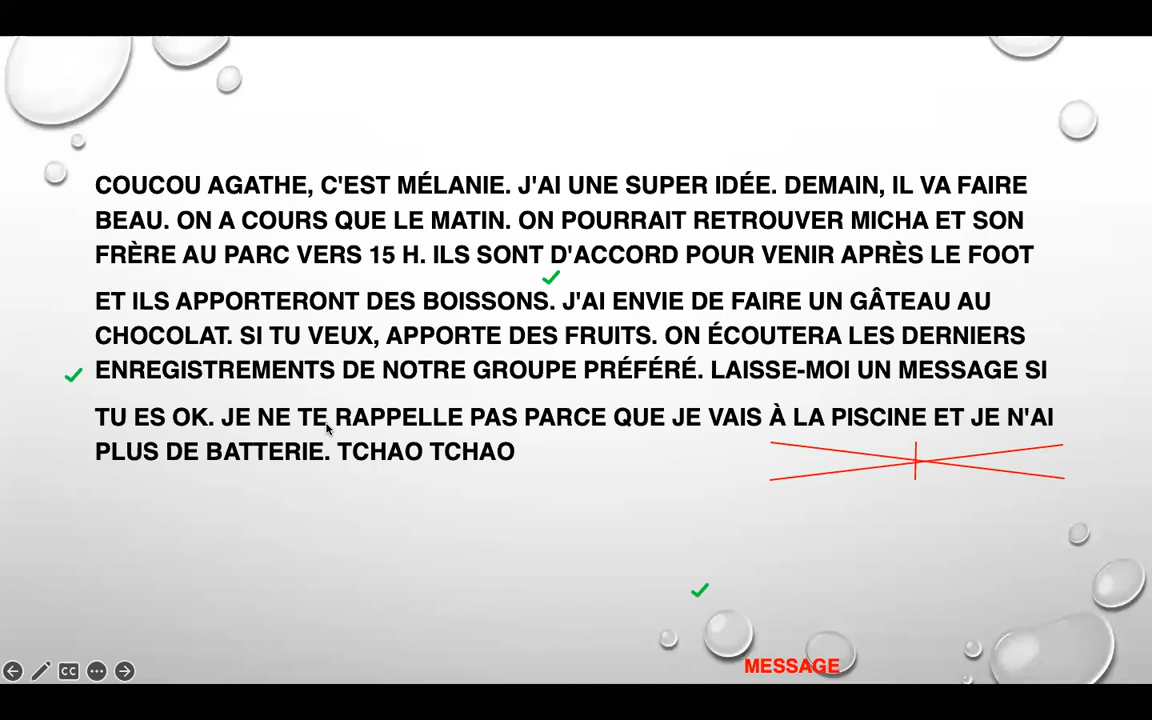 COUCOU AGATHE, C'EST MÉLANIE. J'AI UNE SUPER IDÉE. DEMAIN, IL VA FAIRE
BEAU. ON A COURS QUE LE MATIN. ON POURRAIT RETROUVER MICHA ET SON
FRÈRE AU PARC VERS 15 H. ILS SONT D'ACCORD POUR VENIR APRÈS LE FOOT
ET ILS APPORTERONT DES BOISSONS. J'AI ENVIE DE FAIRE UN GÂTEAU AU
CHOCOLAT. SI TU VEUX, APPORTE DES FRUITS. ON ÉCOUTERA LES DERNIERS
ENREGISTREMENTS DE NOTRE GROUPE PRÉFÉRÉ. LAISSE-MOI UN MESSAGE SI
TU ES OK. JE NE TE RAPPELLE PAS PARCE QUE JE VAIS À LA PISCINE ET JE N'AI
PLUS DE BATTERIE. TCHAO TCHAO
CC
MESSAGE